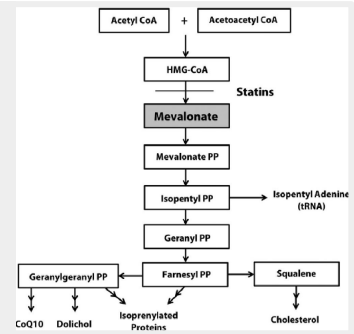 Acetyl CoA + Acetoacetyl CoA
HMG-CoA
Statins
Mevalonate
Mevalonate PP
Isopentyl PP
Isopentyl Adenine
(tRNA)
Geranyl PP
Geranylgeranyl PP
Farnesyl PP
Squalene
CoQ10
Dolichol
Isoprenylated
Proteins
Cholesterol